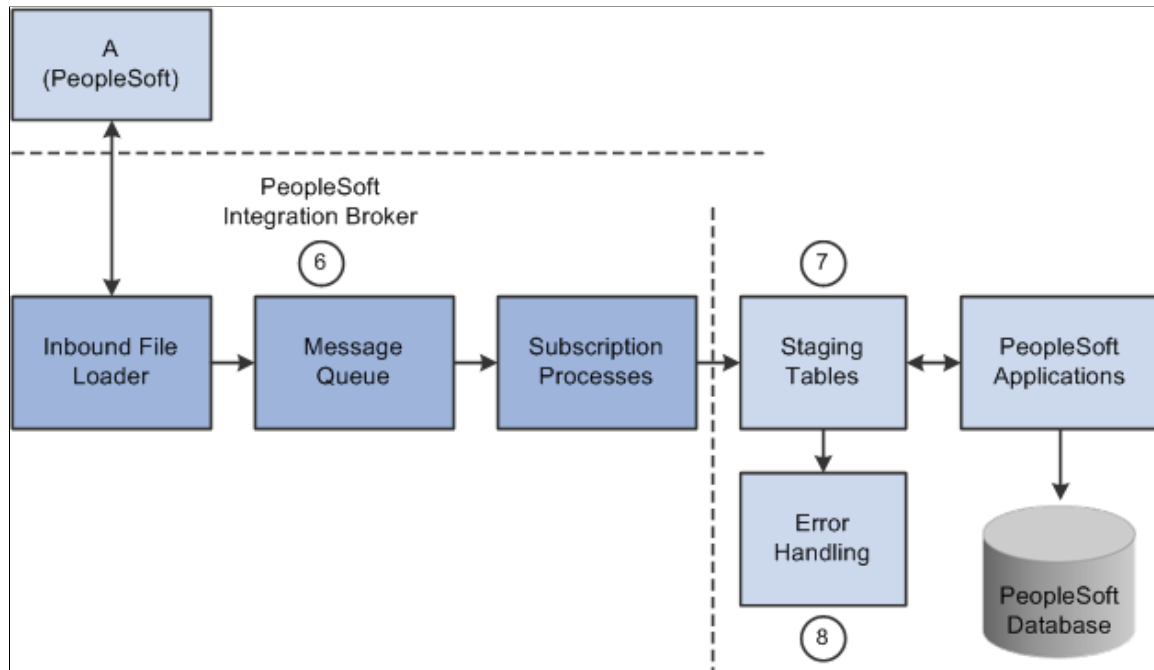 A
(PeopleSoft)
PeopleSoft
Integration Broker
6
7
Inbound File
Loader
Message
Queue
Subscription
Processes
Staging
Tables
PeopleSoft
Applications
Error
Handling
8
PeopleSoft
Database